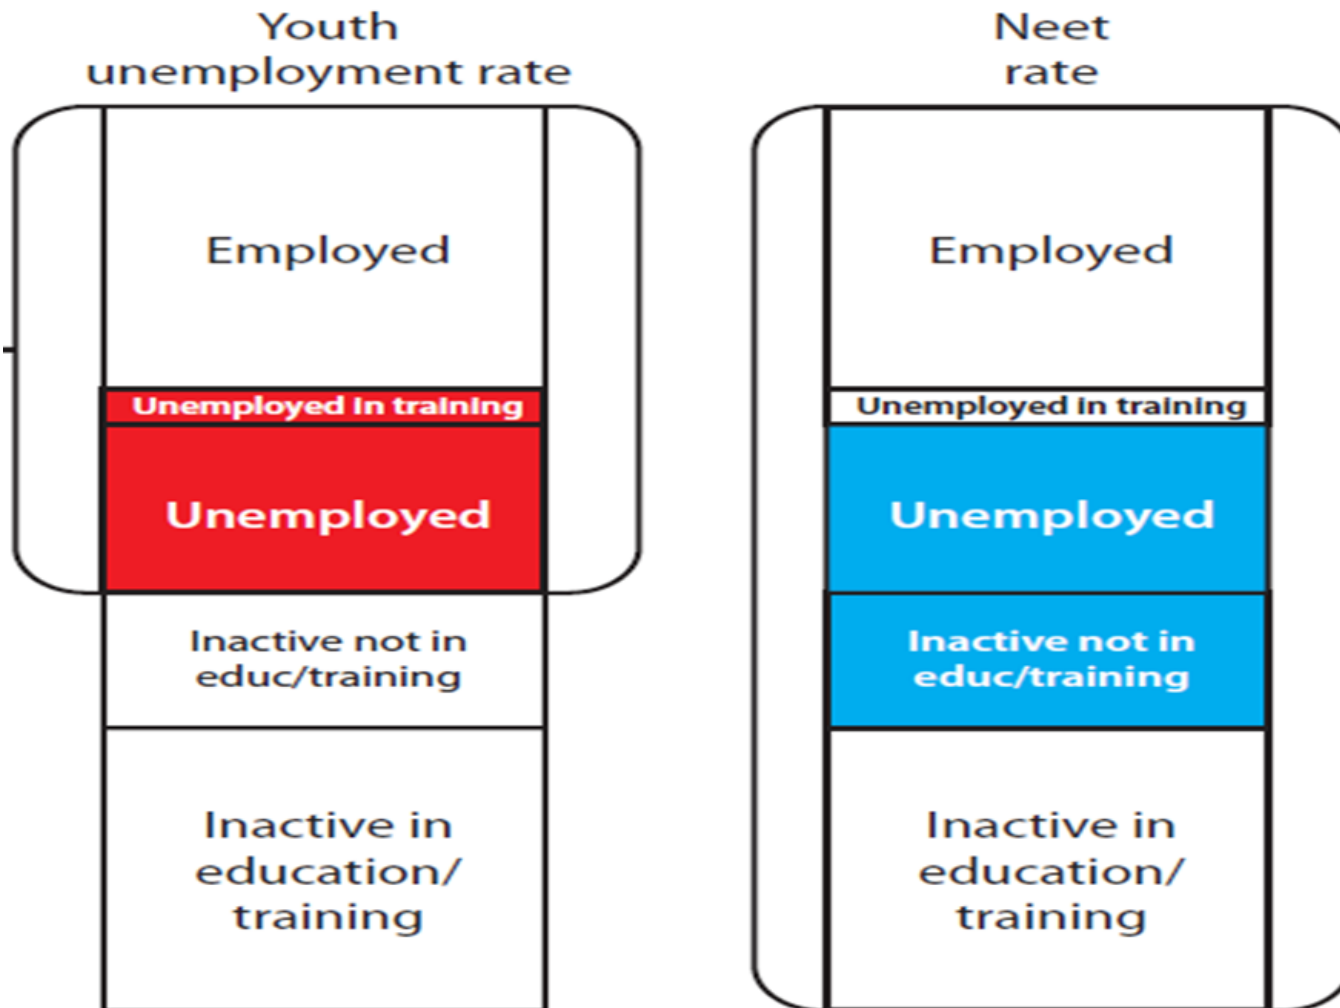 Youth
unemployment rate
Employed
Unemployed in training
Unemployed
Inactive not in
educ/training
Inactive in
education/
training
Neet
rate
Employed
Unemployed in training
Unemployed
Inactive not in
educ/training
Inactive in
education/
training